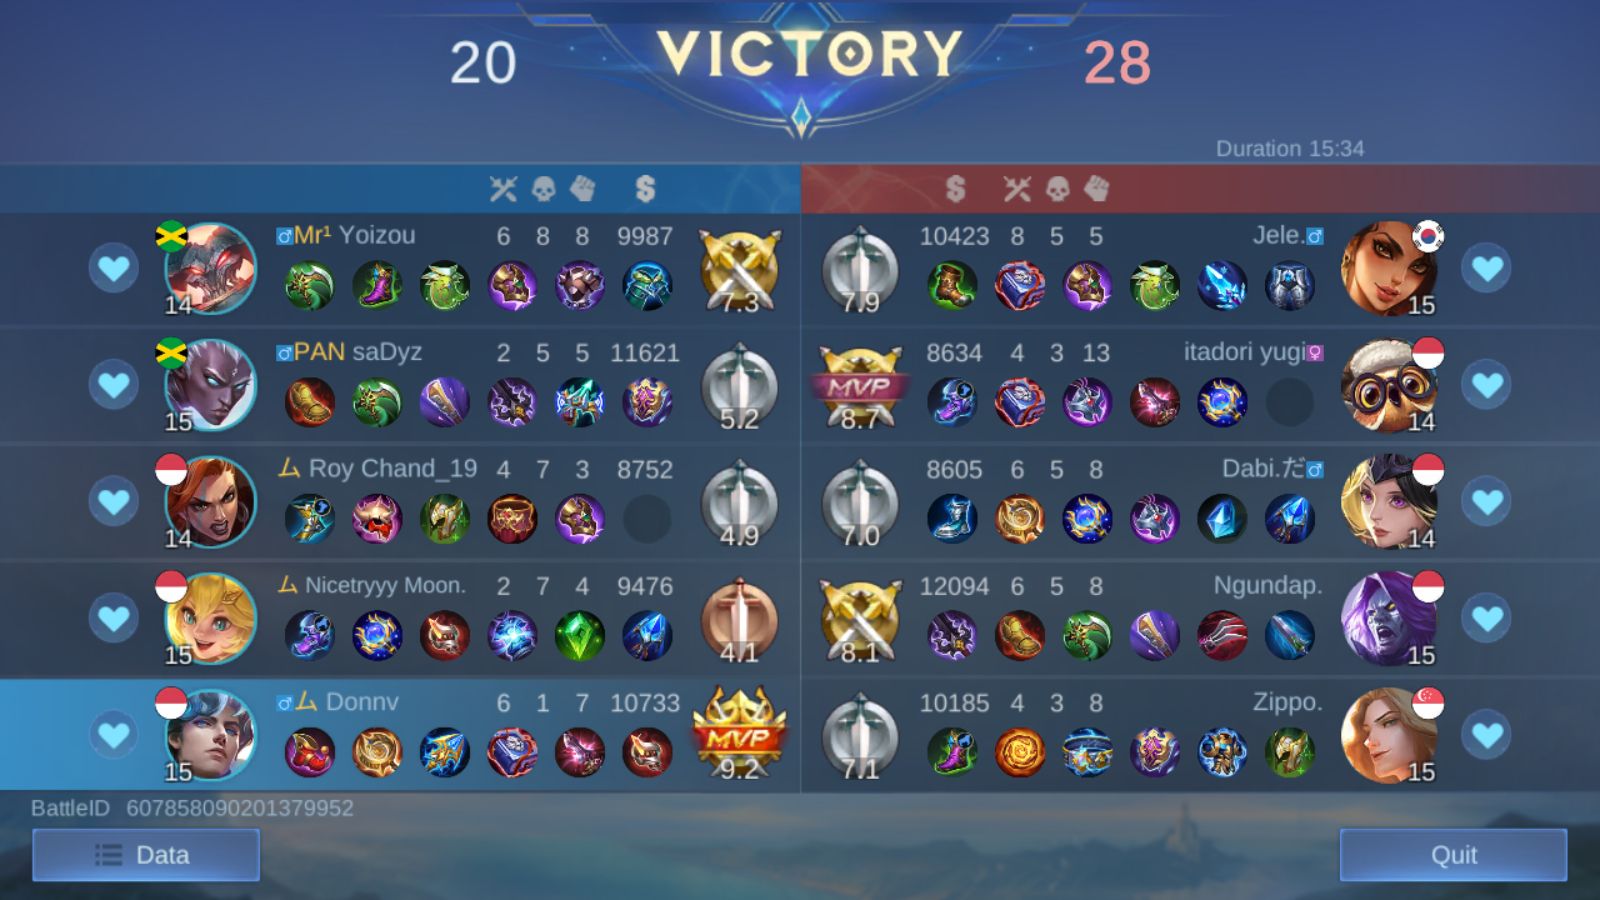 20 VICTORY 28
Duration 15:34
Mr¹ Yoizou 6 8 8 9987
14 7.3
7.9 10423 8 5 5 Jele.
15
PAN saDyz 2 5 5 11621
15 5.2
MVP 8.7 8634 4 3 13 itadori yugi
14
ム Roy Chand_19 4 7 3 8752
14 4.9
7.0 8605 6 5 8 Dabi.だ
14
ム Nicetryyy Moon. 2 7 4 9476
15 4.1
8.1 12094 6 5 8 Ngundap.
15
ム Donnv 6 1 7 10733
15 MVP 9.2
7.1 10185 4 3 8 Zippo.
15
BattleID 607858090201379952
Data
Quit